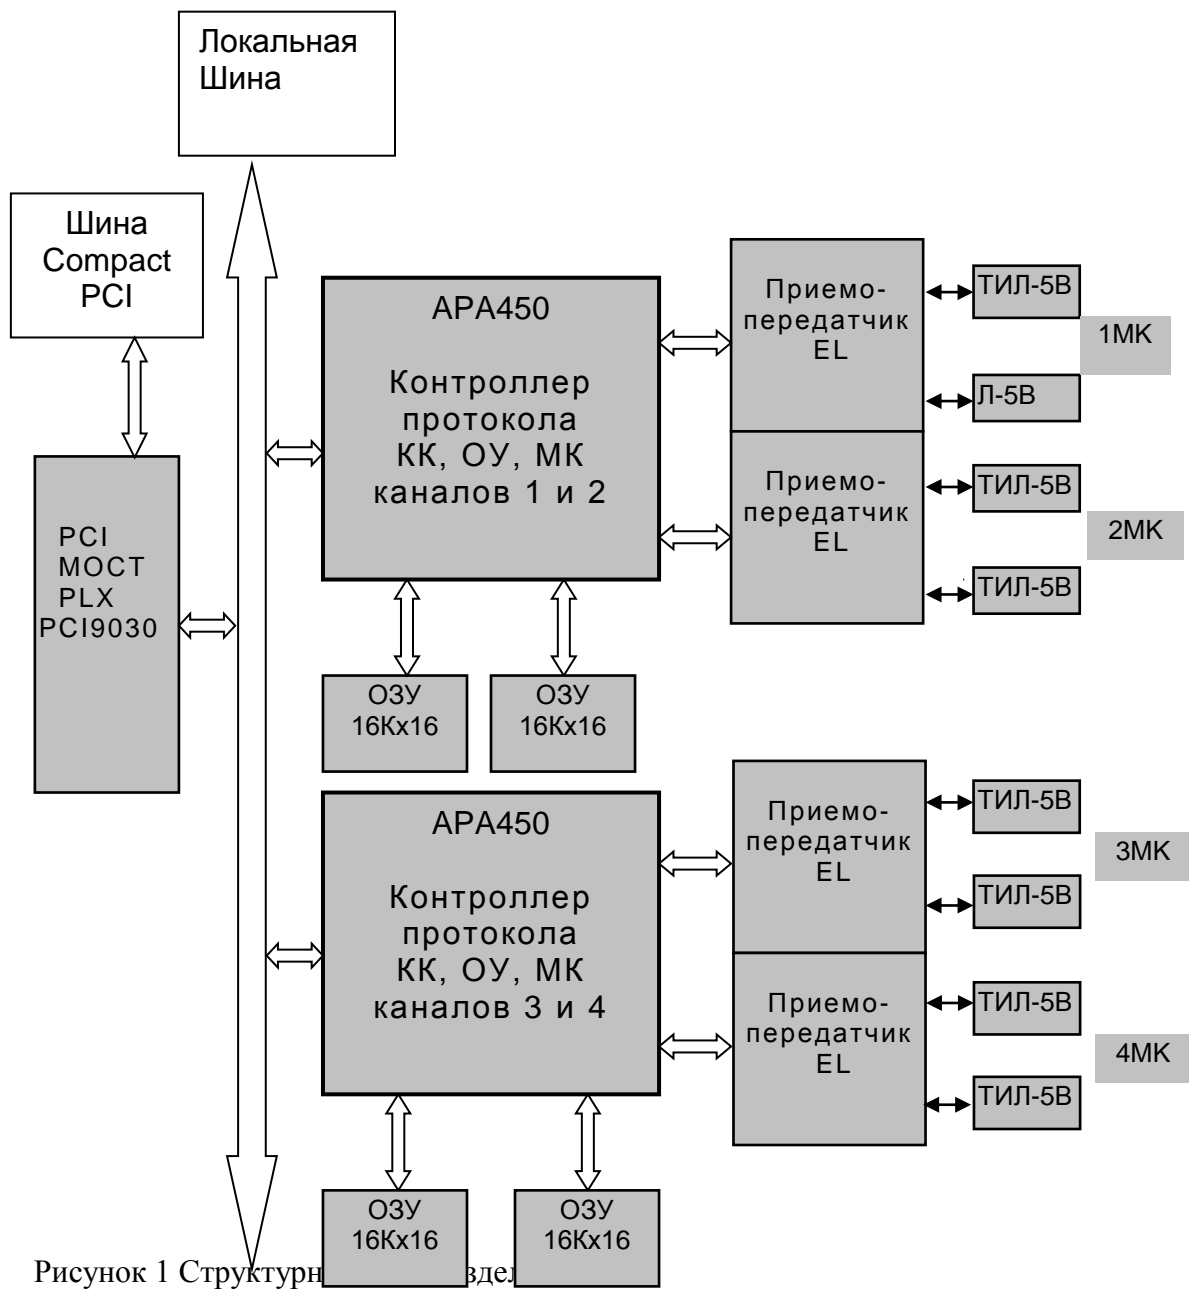 Локальная
Шина
Шина
Compact
PCI
PCI
МОСТ
PLX
PCI9030
APA450
Контроллер
протокола
КК, ОУ, МК
каналов 1 и 2
Приемо-
передатчик
EL
ТИЛ-5В
Л-5В
1МК
Приемо-
передатчик
EL
ТИЛ-5В
ТИЛ-5В
2МК
ОЗУ
16Кх16
ОЗУ
16Кх16
APA450
Контроллер
протокола
КК, ОУ, МК
каналов 3 и 4
Приемо-
передатчик
EL
ТИЛ-5В
ТИЛ-5В
3МК
Приемо-
передатчик
EL
ТИЛ-5В
ТИЛ-5В
4МК
ОЗУ
16Кх16
ОЗУ
16Кх16
Рисунок 1